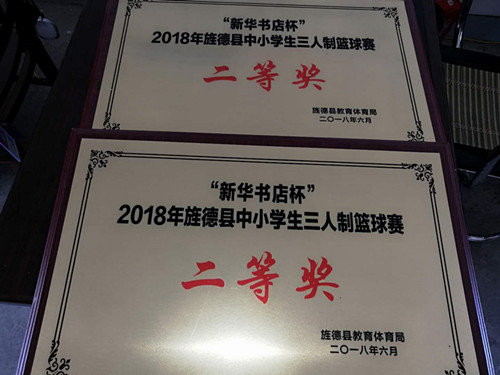 “新华书店杯”
2018年旌德县中小学生三人制篮球赛
二等奖
旌德县教育体育局
二〇一八年六月
“新华书店杯”
2018年旌德县中小学生三人制篮球赛
二等奖
旌德县教育体育局
二〇一八年六月